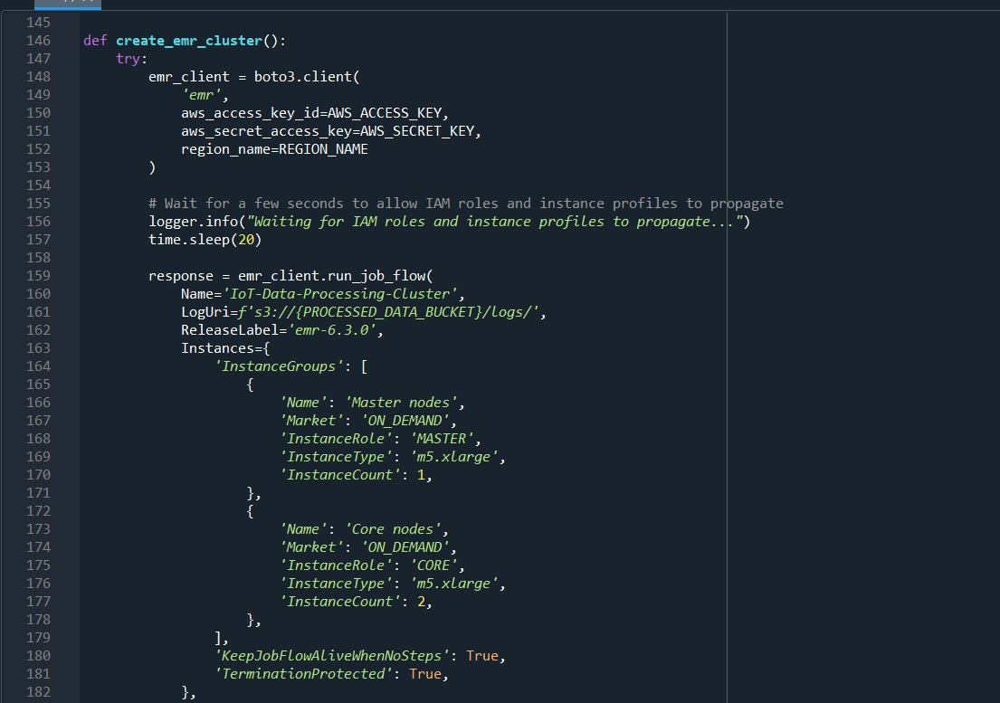 145
146 def create_emr_cluster():
147     try:
148         emr_client = boto3.client(
149             'emr',
150             aws_access_key_id=AWS_ACCESS_KEY,
151             aws_secret_access_key=AWS_SECRET_KEY,
152             region_name=REGION_NAME
153         )
154
155         # Wait for a few seconds to allow IAM roles and instance profiles to propagate
156         logger.info("Waiting for IAM roles and instance profiles to propagate...")
157         time.sleep(20)
158
159         response = emr_client.run_job_flow(
160             Name='IoT-Data-Processing-Cluster',
161             LogUri=f's3://{PROCESSED_DATA_BUCKET}/logs/',
162             ReleaseLabel='emr-6.3.0',
163             Instances={
164                 'InstanceGroups': [
165                     {
166                         'Name': 'Master nodes',
167                         'Market': 'ON_DEMAND',
168                         'InstanceRole': 'MASTER',
169                         'InstanceType': 'm5.xlarge',
170                         'InstanceCount': 1,
171                     },
172                     {
173                         'Name': 'Core nodes',
174                         'Market': 'ON_DEMAND',
175                         'InstanceRole': 'CORE',
176                         'InstanceType': 'm5.xlarge',
177                         'InstanceCount': 2,
178                     },
179                 ],
180                 'KeepJobFlowAliveWhenNoSteps': True,
181                 'TerminationProtected': True,
182             },